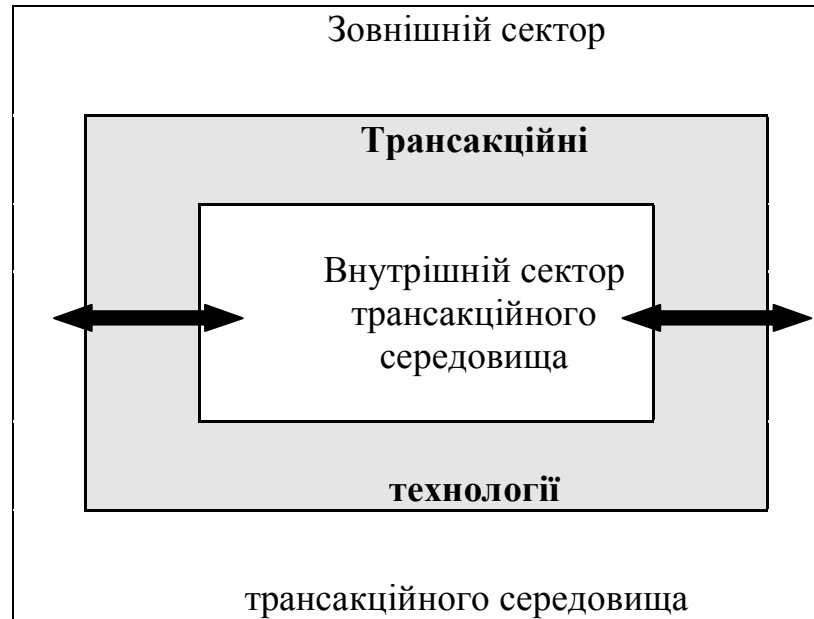 Зовнішній сектор
Трансакційні
Внутрішній сектор
трансакційного
середовища
технології
трансакційного середовища